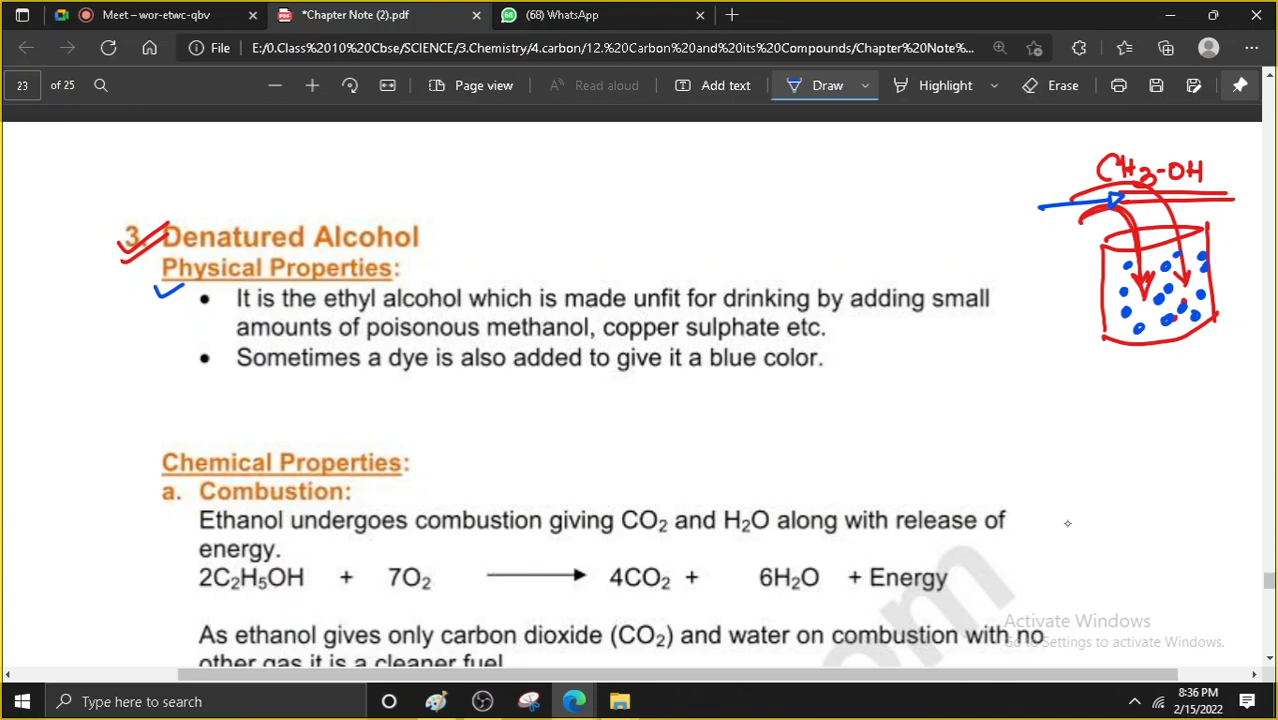 Meet – wor-etwc-qbv
*Chapter Note (2).pdf
(68) WhatsApp
File
E:/0.Class%2010%20Cbse/SCIENCE/3.Chemistry/4.carbon/12.%20Carbon%20and%20its%20Compounds/Chapter%20Note%...
23 of 25
Page view
Read aloud
Add text
Draw
Highlight
Erase
CH3-OH
3. Denatured Alcohol
Physical Properties:
• It is the ethyl alcohol which is made unfit for drinking by adding small
amounts of poisonous methanol, copper sulphate etc.
• Sometimes a dye is also added to give it a blue color.
Chemical Properties:
a. Combustion:
Ethanol undergoes combustion giving CO₂ and H₂O along with release of
energy.
2C₂H₅OH + 7O₂ → 4CO₂ + 6H₂O + Energy
Activate Windows
As ethanol gives only carbon dioxide (CO₂) and water on combustion with no
Go to Settings to activate Windows.
other gas it is a cleaner fuel
Type here to search
8:36 PM
2/15/2022